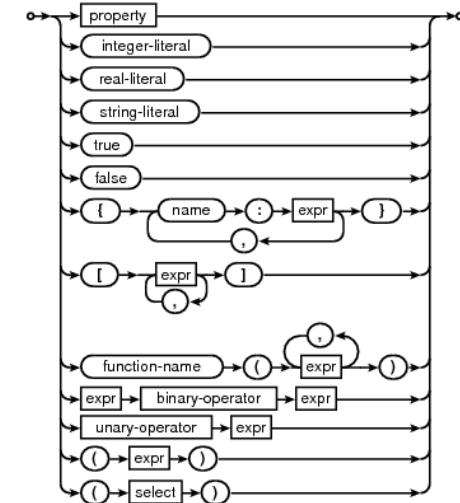 property
integer-literal
real-literal
string-literal
true
false
{ name : expr }
,
[ expr ]
,
,
function-name ( expr )
expr binary-operator expr
unary-operator expr
( expr )
( select )